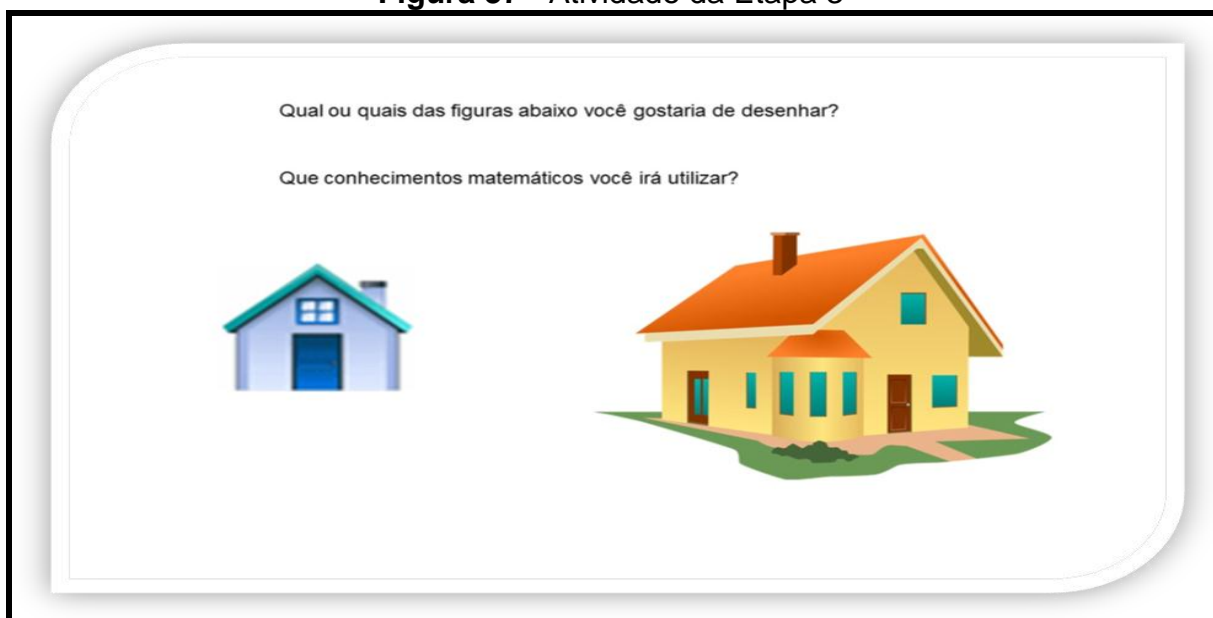 Qual ou quais das figuras abaixo você gostaria de desenhar?
Que conhecimentos matemáticos você irá utilizar?